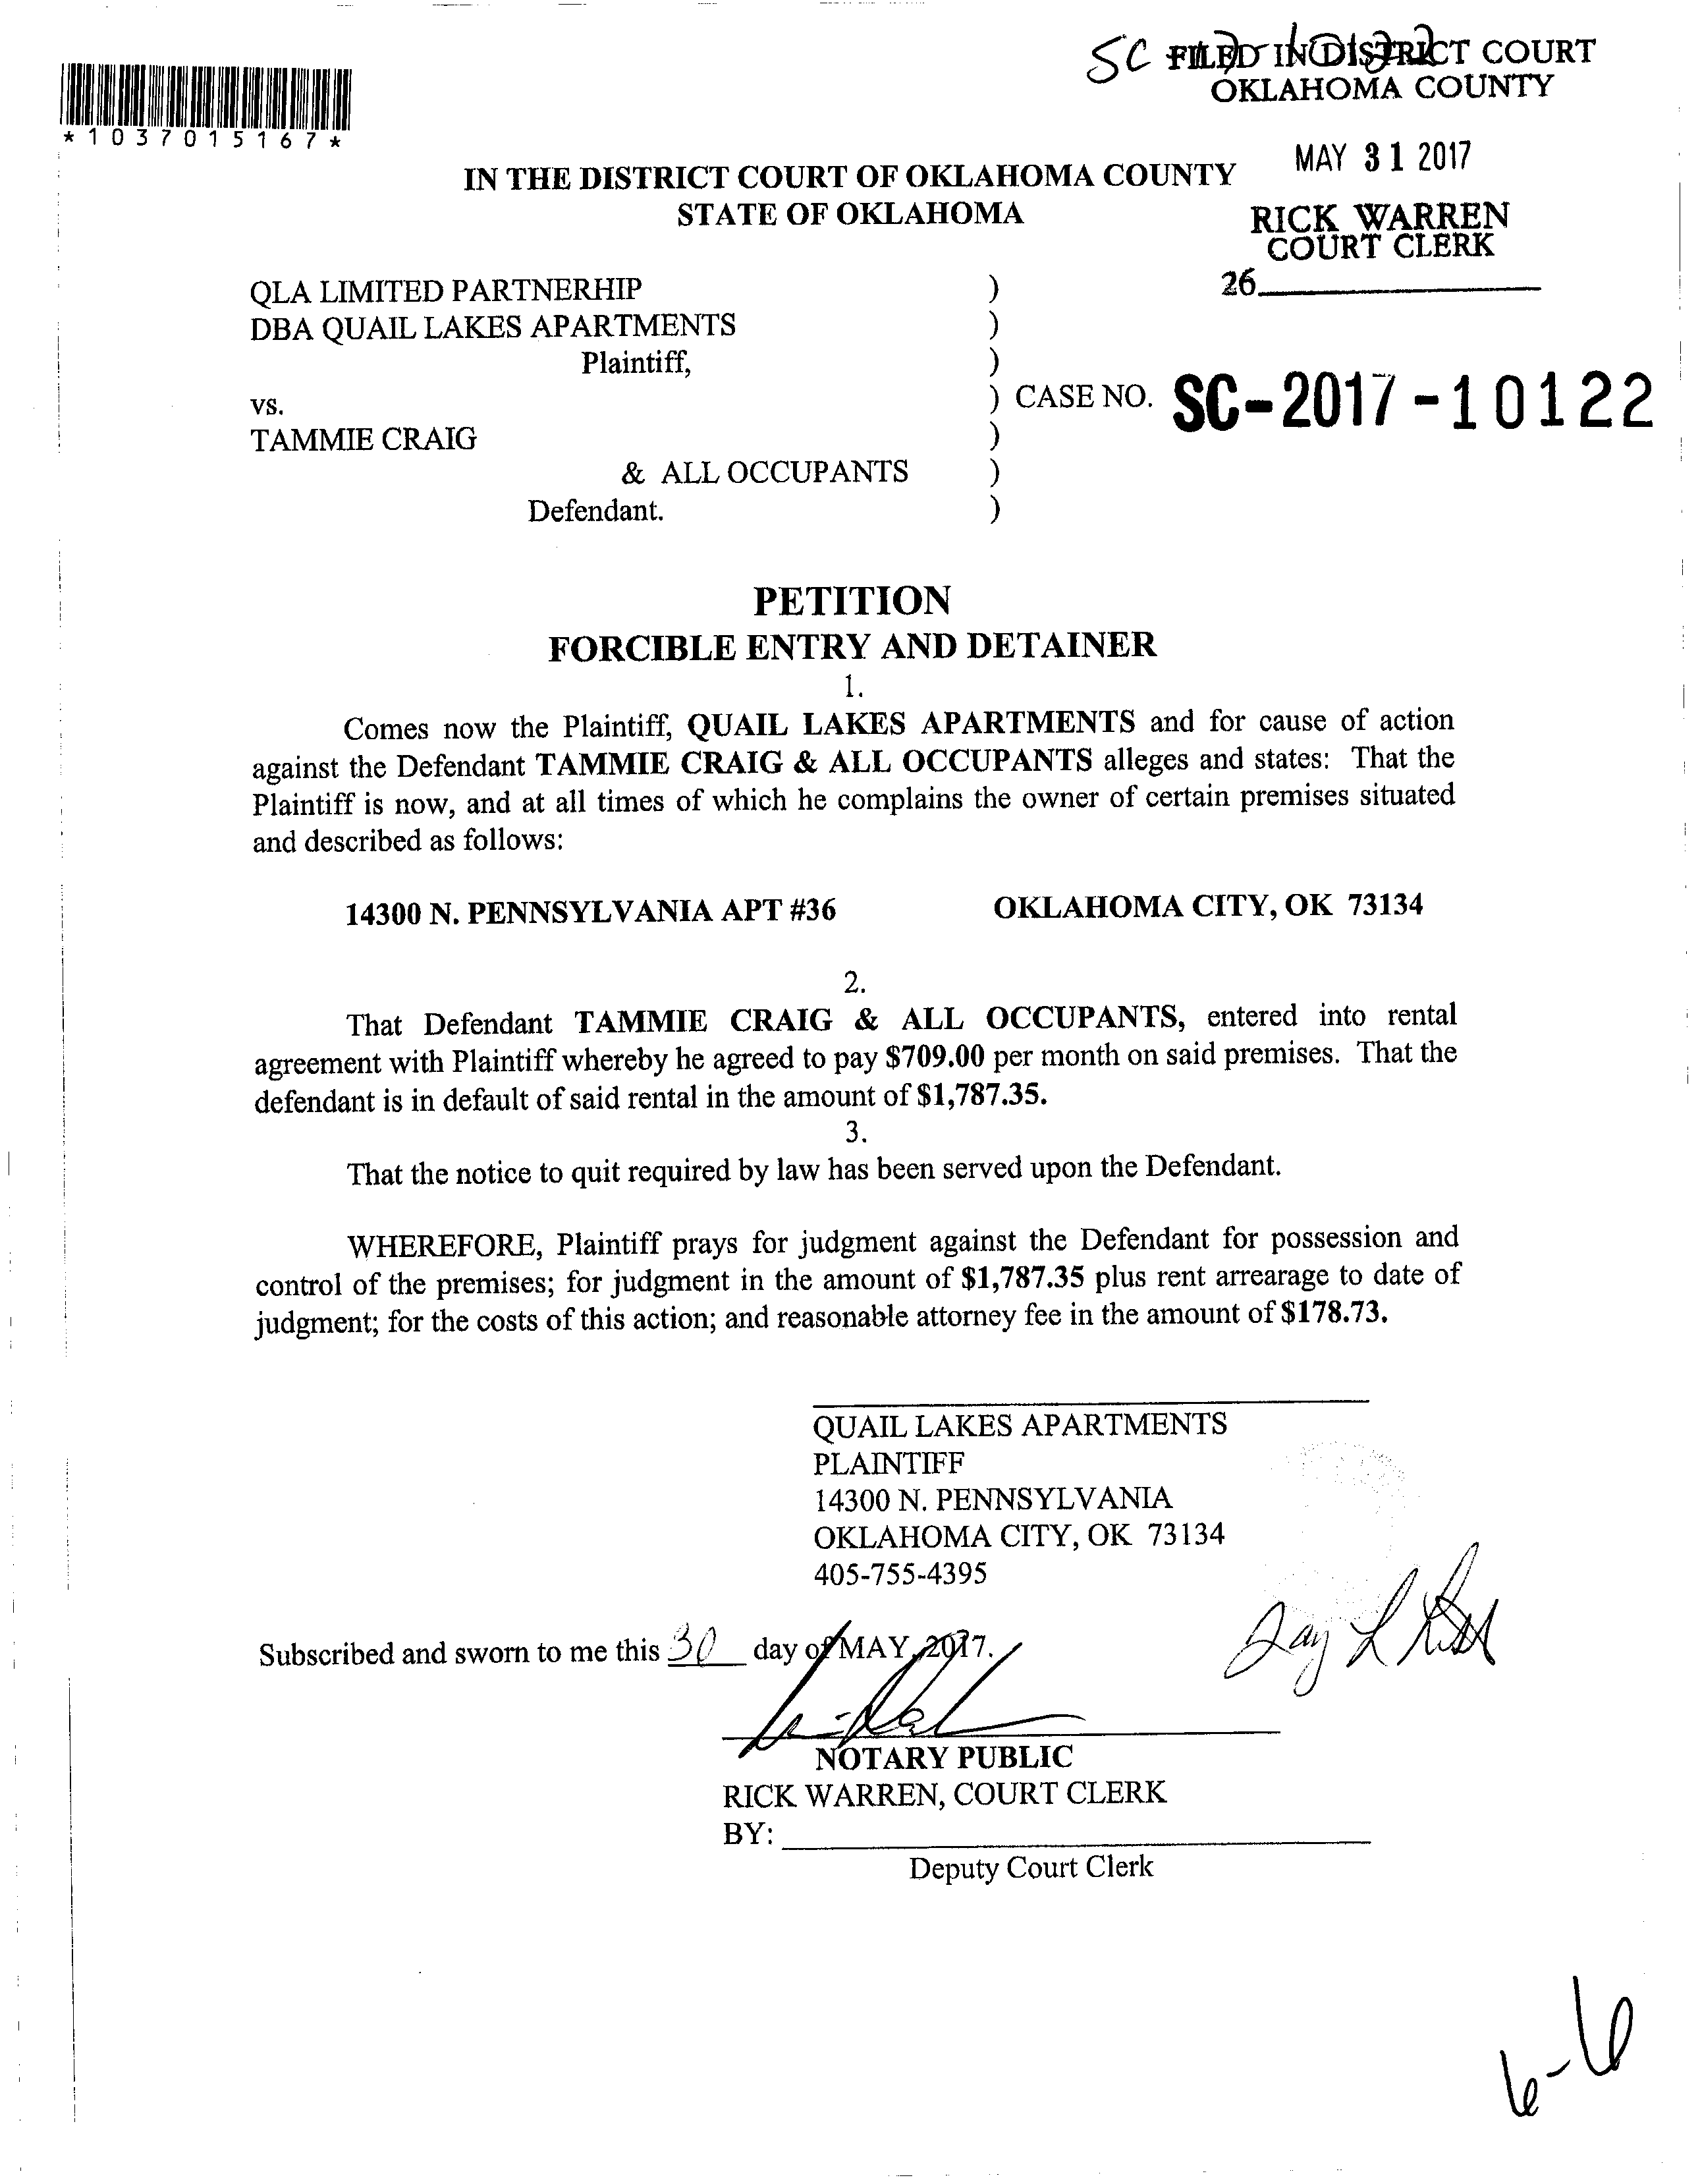 SC FILED IN DISTRICT COURT
OKLAHOMA COUNTY
*1037015167*
MAY 31 2017
IN THE DISTRICT COURT OF OKLAHOMA COUNTY
STATE OF OKLAHOMA
RICK WARREN
COURT CLERK
26
QLA LIMITED PARTNERHIP )
DBA QUAIL LAKES APARTMENTS )
Plaintiff, )
vs. ) CASE NO. SC-2017-10122
TAMMIE CRAIG )
& ALL OCCUPANTS )
Defendant. )
PETITION
FORCIBLE ENTRY AND DETAINER
1.
Comes now the Plaintiff, QUAIL LAKES APARTMENTS and for cause of action
against the Defendant TAMMIE CRAIG & ALL OCCUPANTS alleges and states: That the
Plaintiff is now, and at all times of which he complains the owner of certain premises situated
and described as follows:
14300 N. PENNSYLVANIA APT #36 OKLAHOMA CITY, OK 73134
2.
That Defendant TAMMIE CRAIG & ALL OCCUPANTS, entered into rental
agreement with Plaintiff whereby he agreed to pay $709.00 per month on said premises. That the
defendant is in default of said rental in the amount of $1,787.35.
3.
That the notice to quit required by law has been served upon the Defendant.
WHEREFORE, Plaintiff prays for judgment against the Defendant for possession and
control of the premises; for judgment in the amount of $1,787.35 plus rent arrearage to date of
judgment; for the costs of this action; and reasonable attorney fee in the amount of $178.73.
QUAIL LAKES APARTMENTS
PLAINTIFF
14300 N. PENNSYLVANIA
OKLAHOMA CITY, OK 73134
405-755-4395
Subscribed and sworn to me this 30 day of MAY, 2017.
NOTARY PUBLIC
RICK WARREN, COURT CLERK
BY:
Deputy Court Clerk
6-6